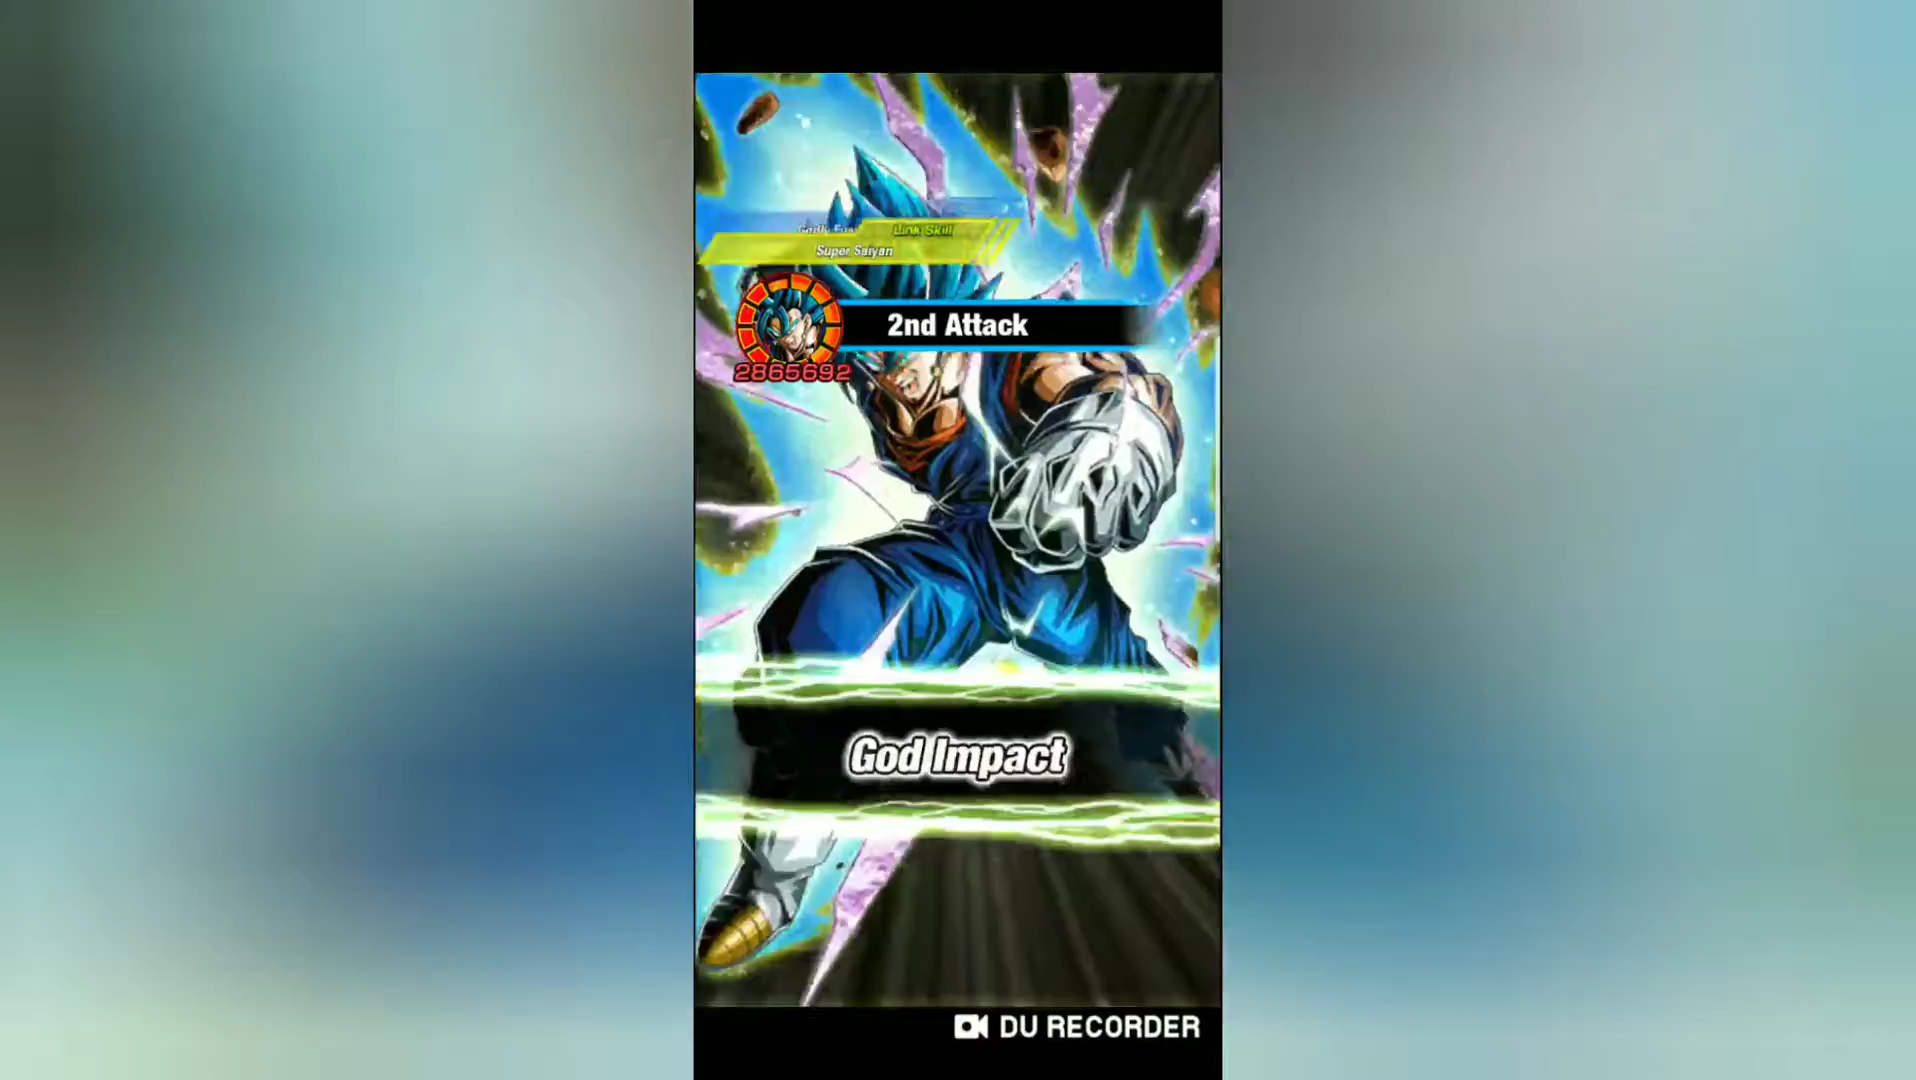 Link Skill
Super Saiyan
2nd Attack
2865692
God Impact
DU RECORDER